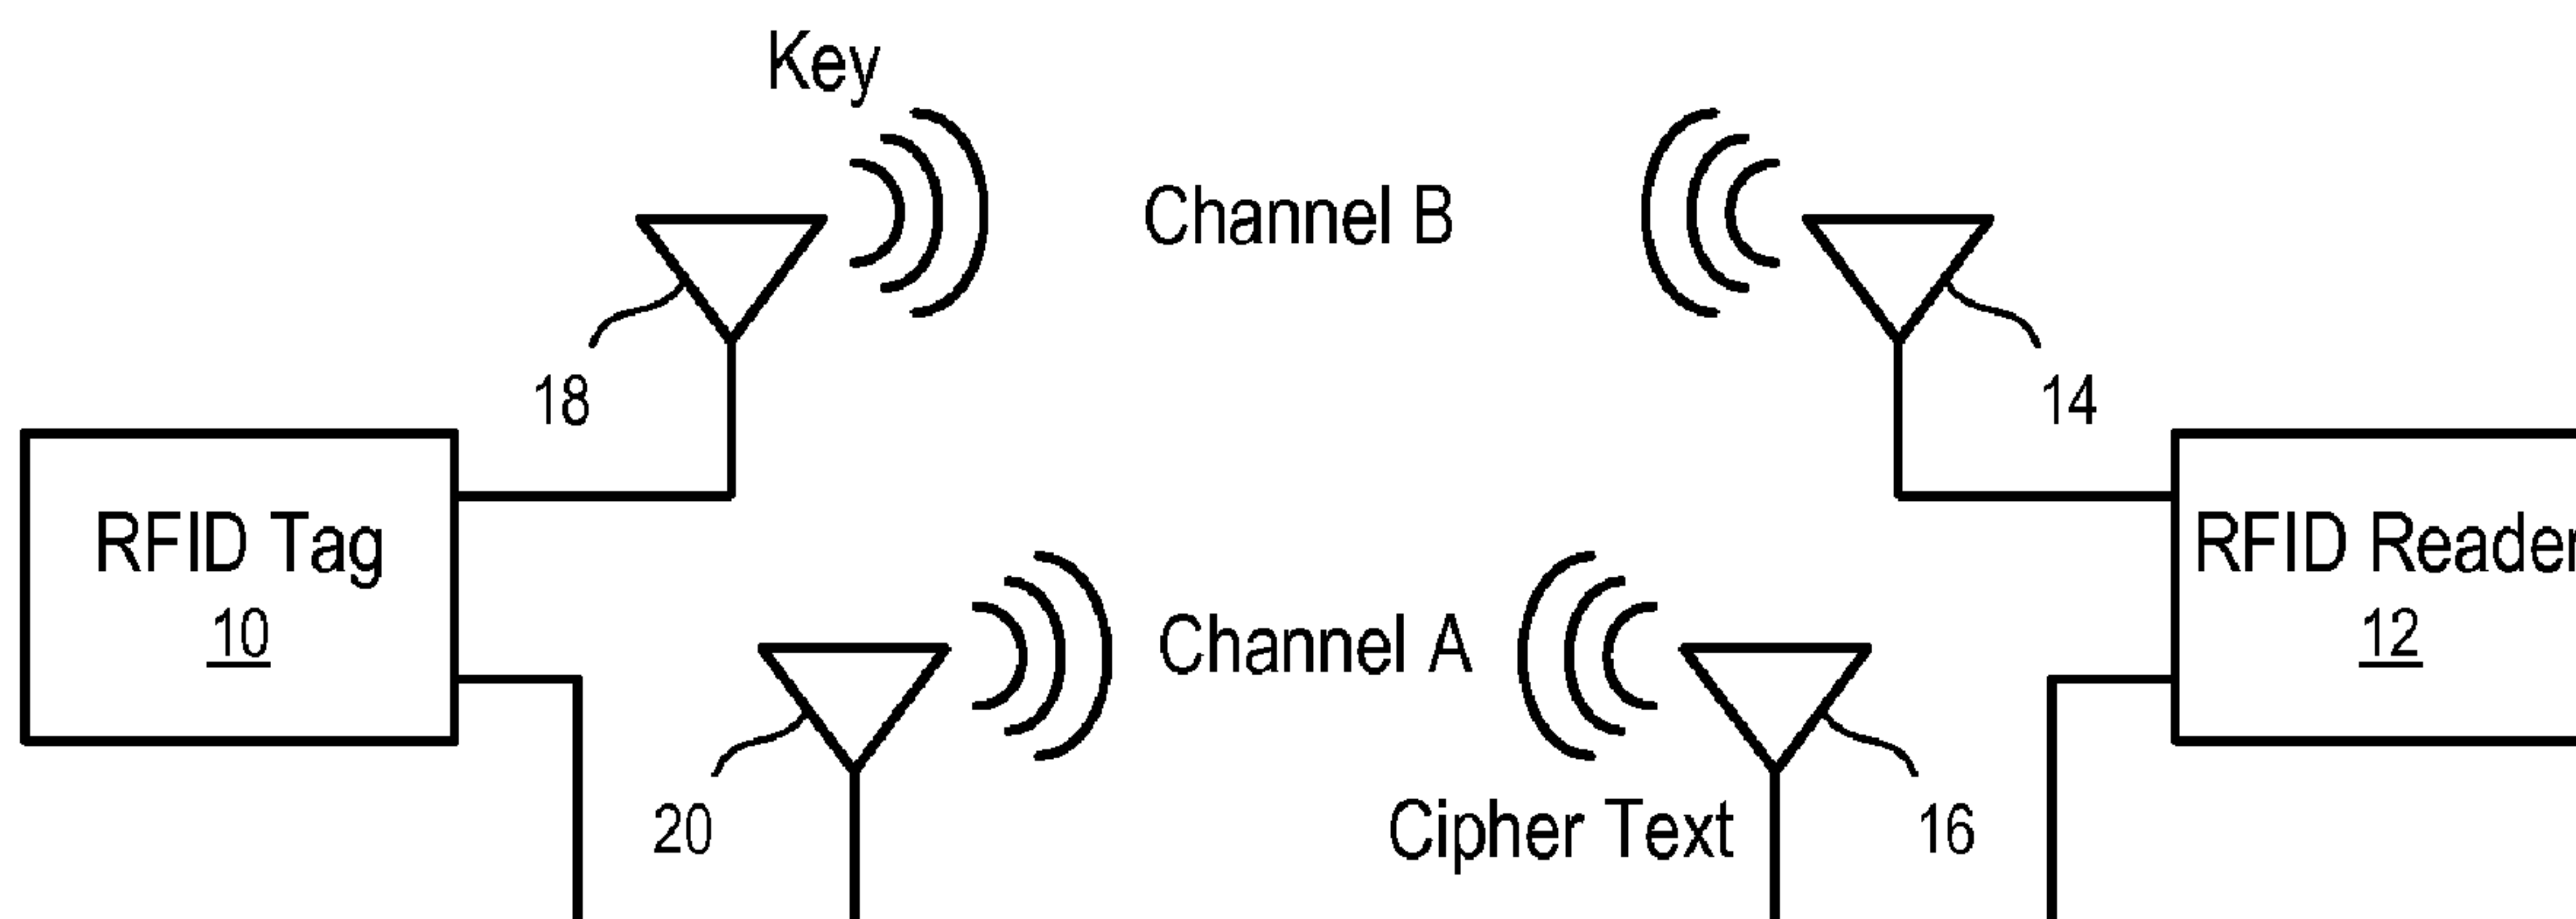 Key
Channel B
18
14
RFID Tag
10
RFID Reader
12
Channel A
20
Cipher Text
16